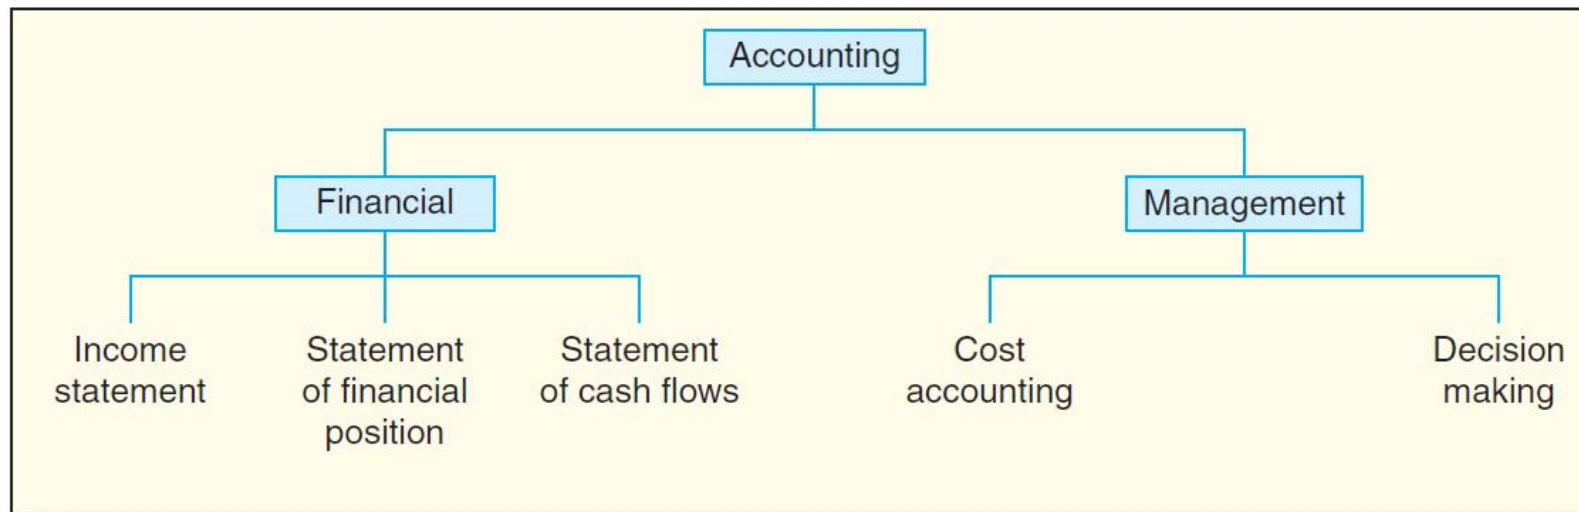 Accounting
Financial
Management
Income
statement
Statement
of financial
position
Statement
of cash flows
Cost
accounting
Decision
making